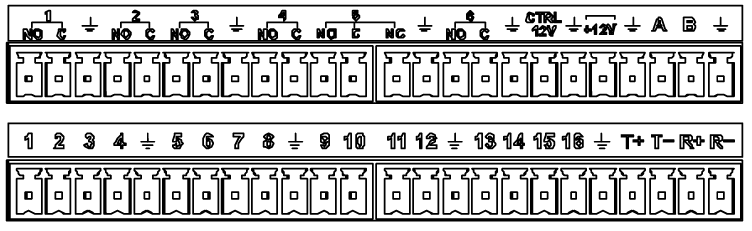 1 2 3 4 5 6 CTRL
NO C ⏚ NO C NO C ⏚ NO C NO C NC ⏚ NO C ⏚ 12V ⏚ +12V ⏚ A B ⏚
1 2 3 4 ⏚ 5 6 7 8 ⏚ 9 10 11 12 ⏚ 13 14 15 16 ⏚ T+ T- R+ R-